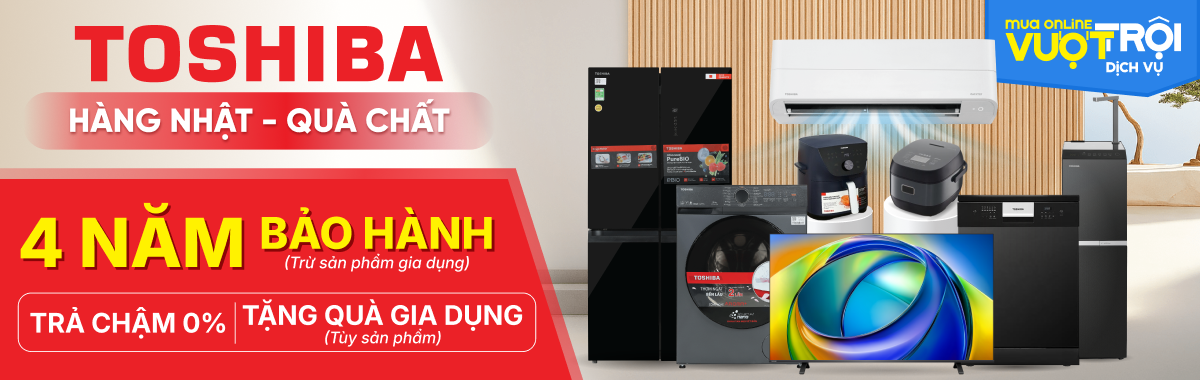 TOSHIBA
HÀNG NHẬT - QUÀ CHẤT
4 NĂM BẢO HÀNH
(Trừ sản phẩm gia dụng)
TRẢ CHẬM 0%
TẶNG QUÀ GIA DỤNG
(Tùy sản phẩm)
MUA ONLINE
VƯỢT TRỘI
DỊCH VỤ
TOSHIBA
TOSHIBA
PureBIO
TOSHIBA